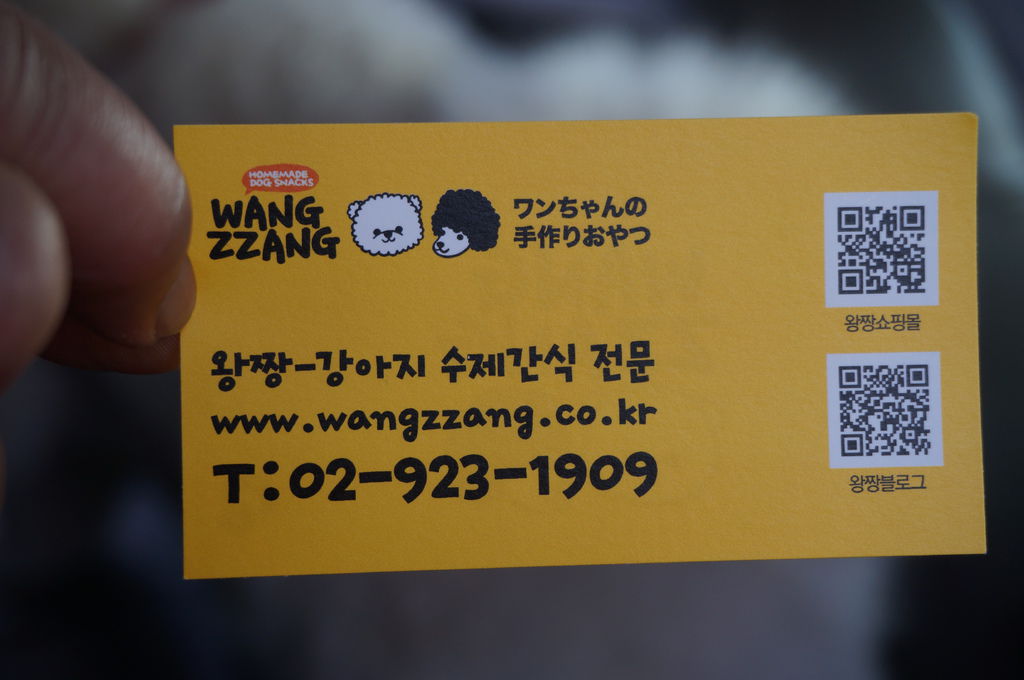 HOMEMADE
DOG SNACKS
WANG
ZZANG
ワンちゃんの
手作りおやつ
왕짱-강아지 수제간식 전문
www.wangzzang.co.kr
T:02-923-1909
왕짱쇼핑몰
왕짱블로그